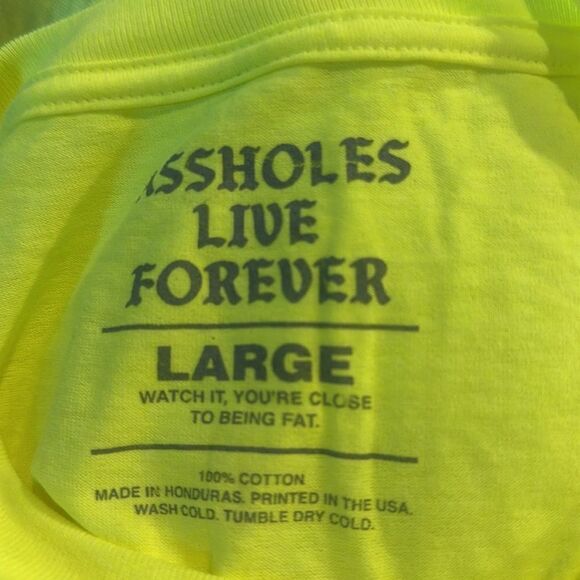 ASSHOLES
LIVE
FOREVER
LARGE
WATCH IT, YOU'RE CLOSE
TO BEING FAT.
100% COTTON
MADE IN HONDURAS. PRINTED IN THE USA.
WASH COLD. TUMBLE DRY COLD.